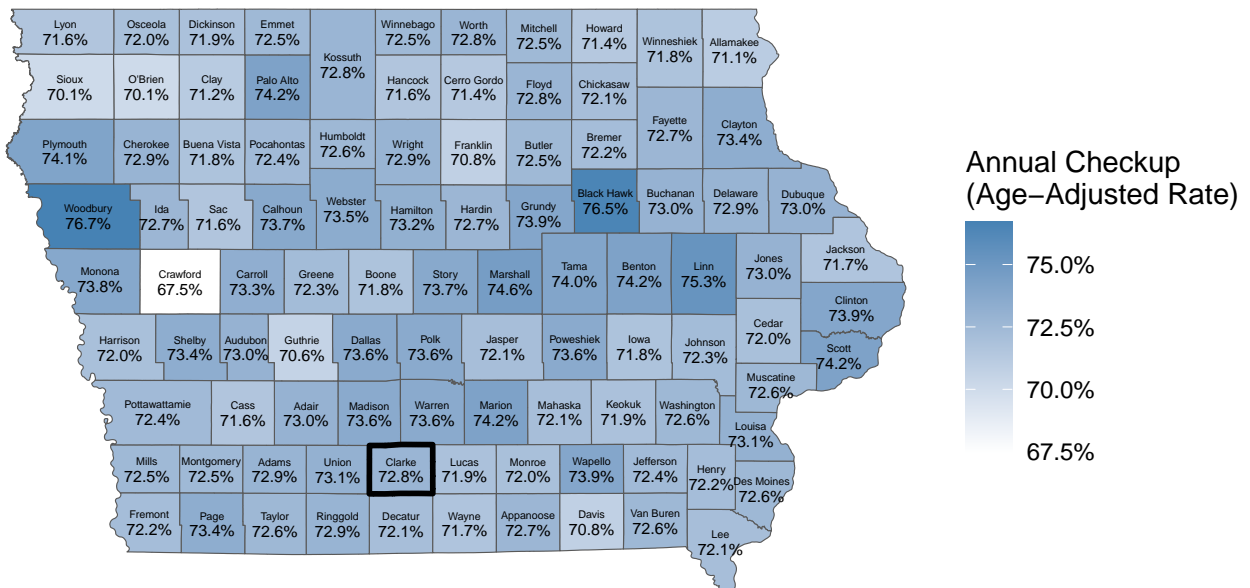 Lyon
71.6%
Osceola
72.0%
Dickinson
71.9%
Emmet
72.5%
Kossuth
72.8%
Winnebago
72.5%
Worth
72.8%
Mitchell
72.5%
Howard
71.4%
Winneshiek
71.8%
Allamakee
71.1%
Sioux
70.1%
O'Brien
70.1%
Clay
71.2%
Palo Alto
74.2%
Hancock
71.6%
Cerro Gordo
71.4%
Floyd
72.8%
Chickasaw
72.1%
Fayette
72.7%
Clayton
73.4%
Plymouth
74.1%
Cherokee
72.9%
Buena Vista
71.8%
Pocahontas
72.4%
Humboldt
72.6%
Wright
72.9%
Franklin
70.8%
Butler
72.5%
Bremer
72.2%
Woodbury
76.7%
Ida
72.7%
Sac
71.6%
Calhoun
73.7%
Webster
73.5%
Hamilton
73.2%
Hardin
72.7%
Grundy
73.9%
Black Hawk
76.5%
Buchanan
73.0%
Delaware
72.9%
Dubuque
73.0%
Monona
73.8%
Crawford
67.5%
Carroll
73.3%
Greene
72.3%
Boone
71.8%
Story
73.7%
Marshall
74.6%
Tama
74.0%
Benton
74.2%
Linn
75.3%
Jones
73.0%
Jackson
71.7%
Clinton
73.9%
Harrison
72.0%
Shelby
73.4%
Audubon
73.0%
Guthrie
70.6%
Dallas
73.6%
Polk
73.6%
Jasper
72.1%
Poweshiek
73.6%
Iowa
71.8%
Johnson
72.3%
Cedar
72.0%
Scott
74.2%
Muscatine
72.6%
Pottawattamie
72.4%
Cass
71.6%
Adair
73.0%
Madison
73.6%
Warren
73.6%
Marion
74.2%
Mahaska
72.1%
Keokuk
71.9%
Washington
72.6%
Louisa
73.1%
Mills
72.5%
Montgomery
72.5%
Adams
72.9%
Union
73.1%
Clarke
72.8%
Lucas
71.9%
Monroe
72.0%
Wapello
73.9%
Jefferson
72.4%
Henry
72.2%
Des Moines
72.6%
Fremont
72.2%
Page
73.4%
Taylor
72.6%
Ringgold
72.9%
Decatur
72.1%
Wayne
71.7%
Appanoose
72.7%
Davis
70.8%
Van Buren
72.6%
Lee
72.1%
Annual Checkup
(Age−Adjusted Rate)
75.0%
72.5%
70.0%
67.5%